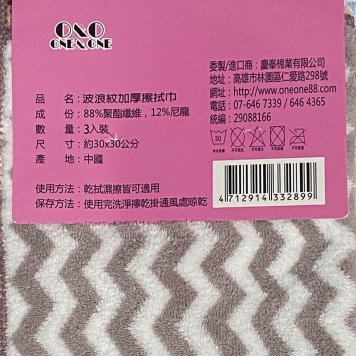 ONO
ONE N ONE
委製/進口商：慶峯棉業有限公司
地址：高雄市林園區仁愛路298號
網址：http://www.oneone88.com
電話：07-646 7339 / 646 4365
統編：29088166
品　名：波浪紋加厚擦拭巾
成　份：88%聚酯纖維，12%尼龍
數　量：3入裝
尺　寸：約30x30公分
產　地：中國
使用方法：乾拭濕擦皆可適用
保存方法：使用完洗淨擰乾掛通風處晾乾
4 712914 332899